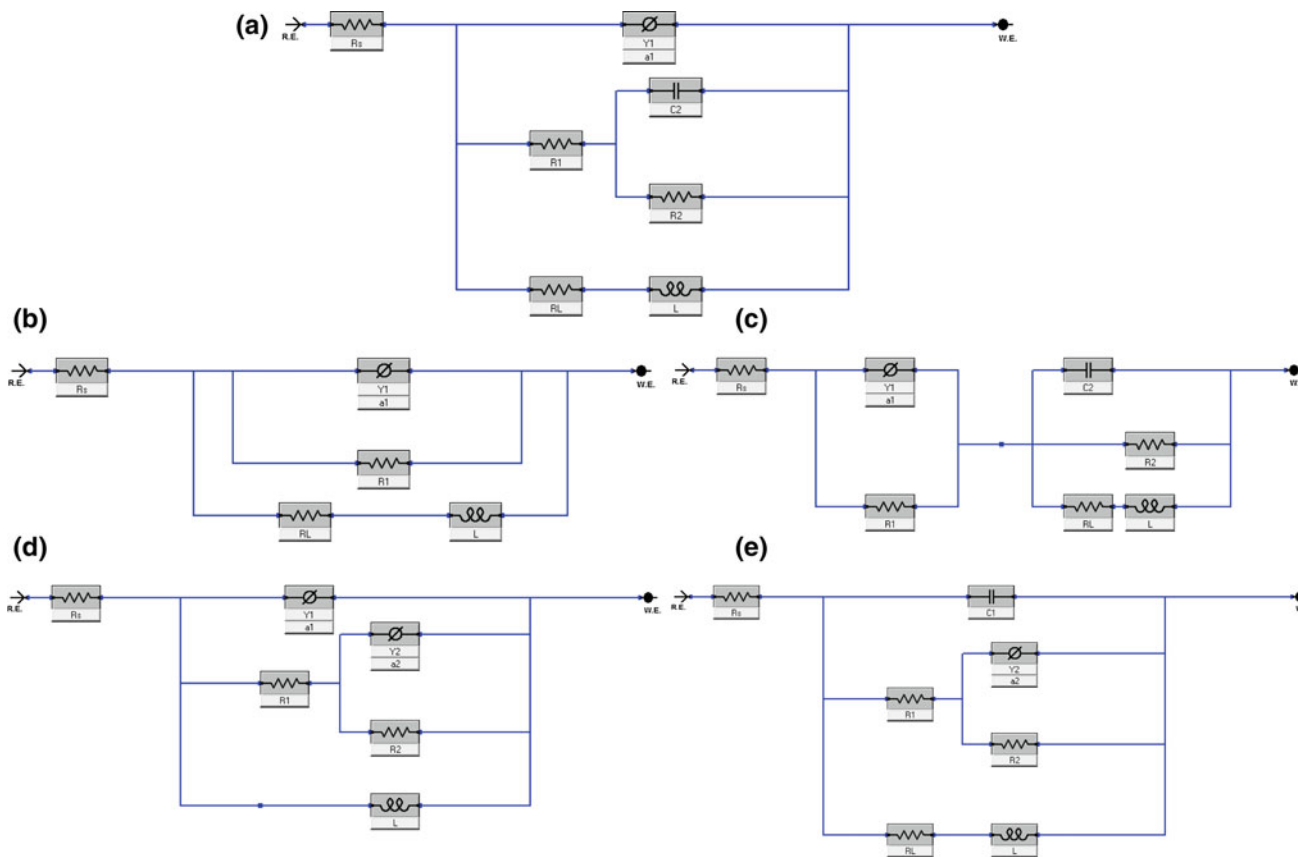 (a)
R.E.
Rs
Y1
a1
W.E.
C2
R1
R2
RL
L
(b)
R.E.
Rs
Y1
a1
W.E.
R1
RL
L
(c)
R.E.
Rs
Y1
a1
C2
W.
R2
R1
RL
L
(d)
R.E.
Rs
Y1
a1
W.E.
Y2
a2
R1
R2
L
(e)
R.E.
Rs
C1
W.
Y2
a2
R1
R2
RL
L